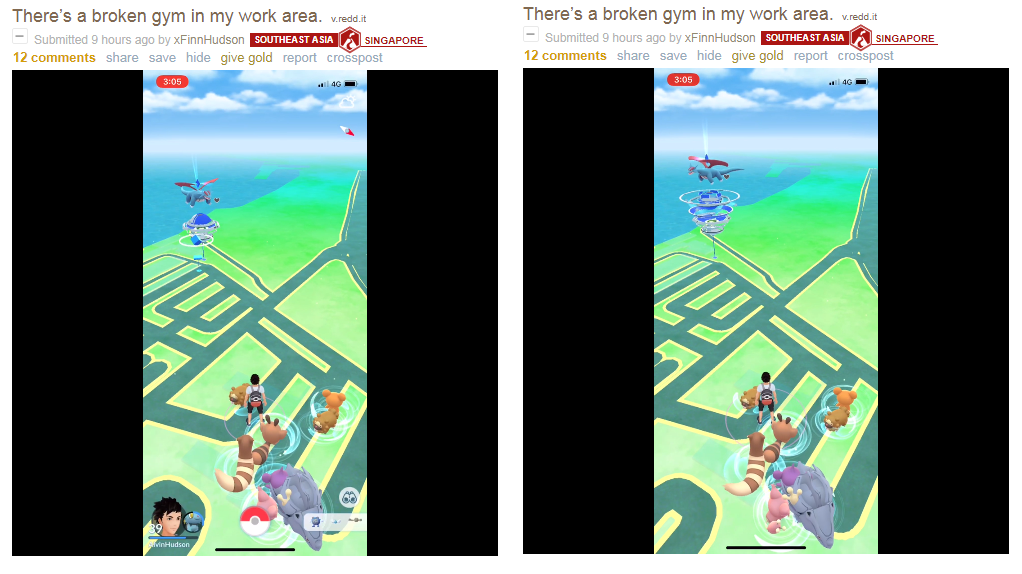 There's a broken gym in my work area. v.redd.it
Submitted 9 hours ago by xFinnHudson SOUTHEAST ASIA SINGAPORE
12 comments share save hide give gold report crosspost
3:05 4G
39
There's a broken gym in my work area. v.redd.it
Submitted 9 hours ago by xFinnHudson SOUTHEAST ASIA SINGAPORE
12 comments share save hide give gold report crosspost
3:05 4G